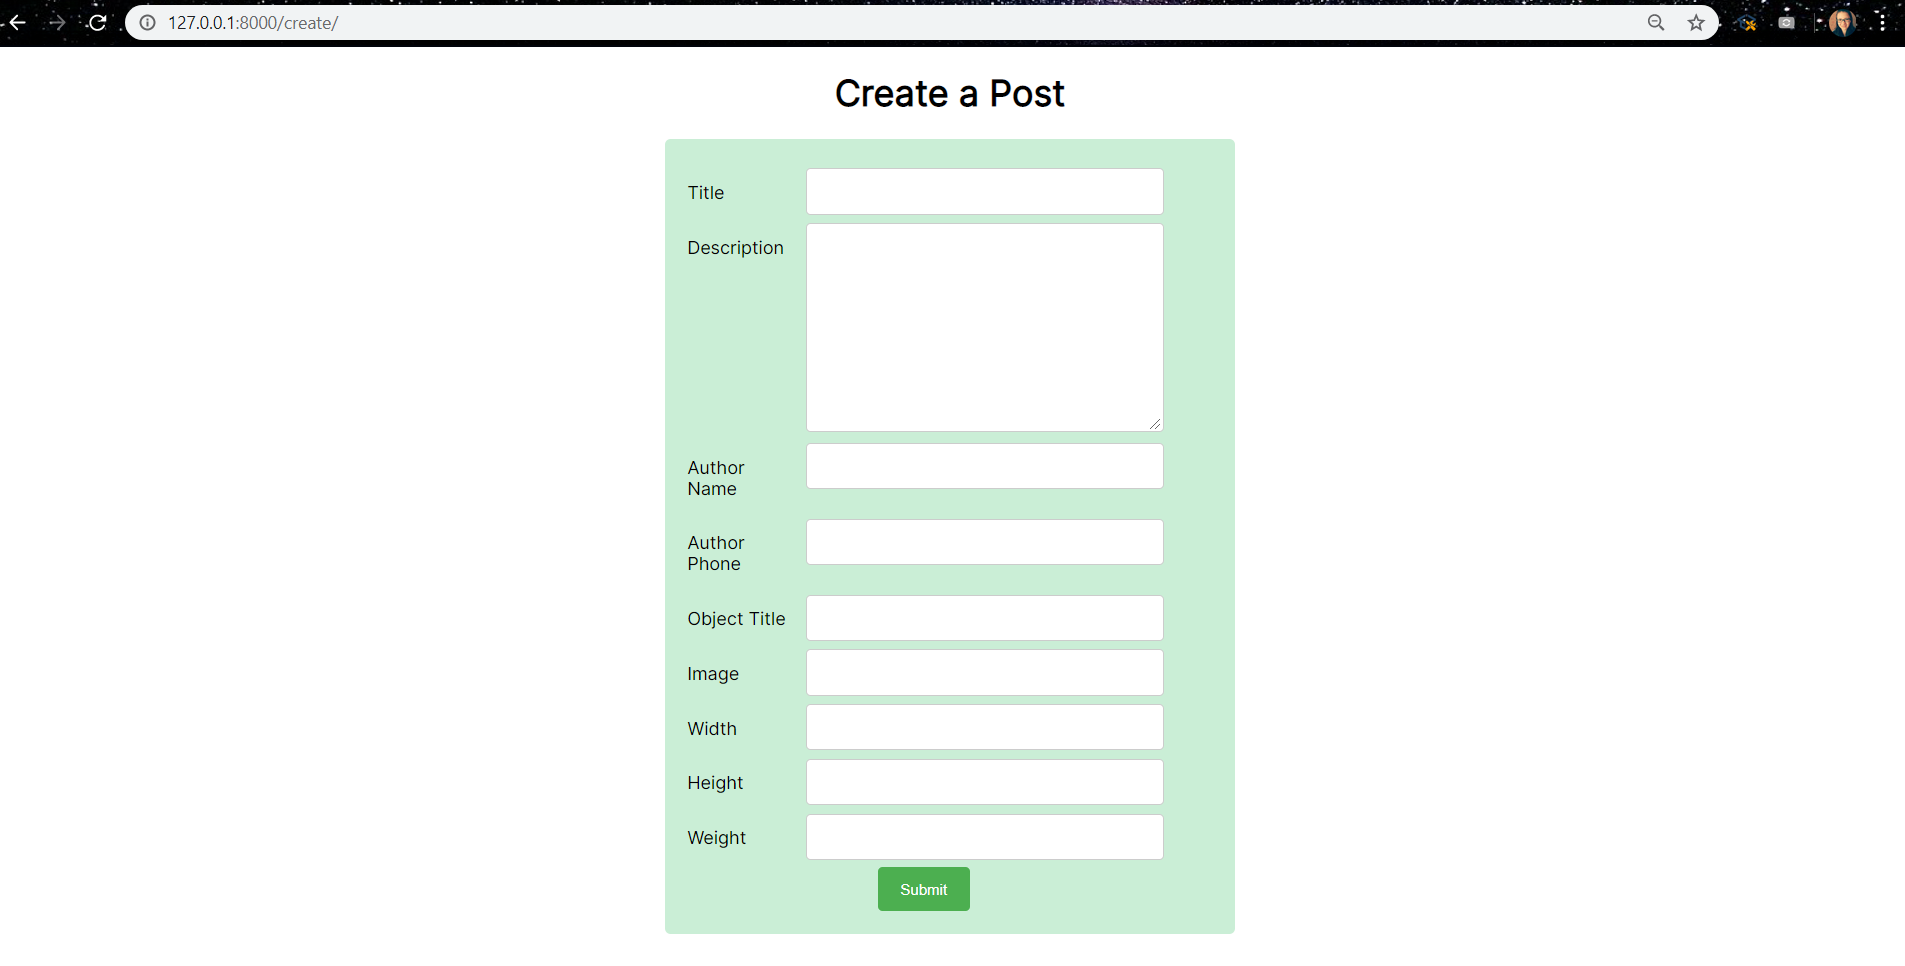 127.0.0.1:8000/create/
Create a Post
Title
Description
Author
Name
Author
Phone
Object Title
Image
Width
Height
Weight
Submit